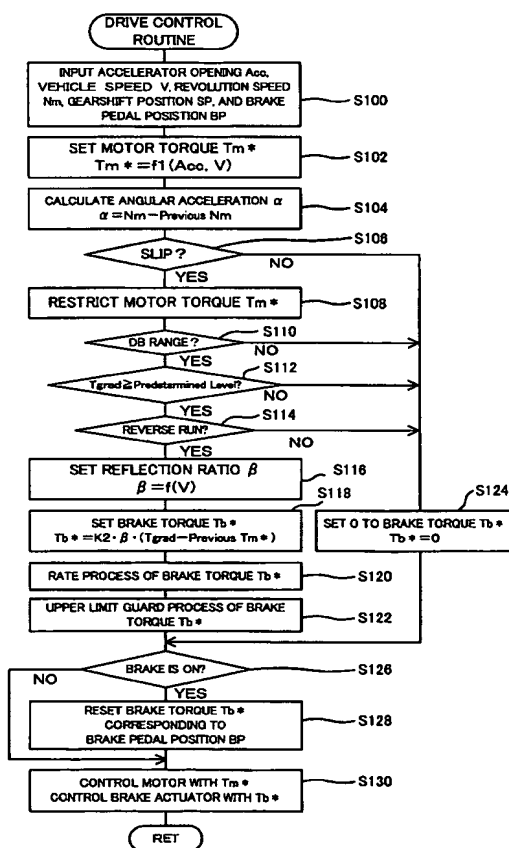 DRIVE CONTROL
ROUTINE
INPUT ACCELERATOR OPENING Acc,
VEHICLE SPEED V, REVOLUTION SPEED
Nm, GEARSHIFT POSITION SP, AND BRAKE
PEDAL POSISTION BP
S100
SET MOTOR TORQUE Tm*
Tm*=f1(Acc, V)
S102
CALCULATE ANGULAR ACCELERATION α
α=Nm-Previous Nm
S104
SLIP?
S106
NO
YES
RESTRICT MOTOR TORQUE Tm*
S108
DB RANGE?
S110
NO
YES
Tgrad≧Predetermined Level?
S112
NO
YES
REVERSE RUN?
S114
NO
YES
SET REFLECTION RATIO β
β=f(V)
S116
SET BRAKE TORQUE Tb*
Tb*=K2·β·(Tgrad-Previous Tm*)
S118
SET 0 TO BRAKE TORQUE Tb*
Tb*=0
S124
RATE PROCESS OF BRAKE TORQUE Tb*
S120
UPPER LIMIT GUARD PROCESS OF BRAKE
TORQUE Tb*
S122
BRAKE IS ON?
S126
NO
YES
RESET BRAKE TORQUE Tb*
CORRESPONDING TO
BRAKE PEDAL POSITION BP
S128
CONTROL MOTOR WITH Tm*
CONTROL BRAKE ACTUATOR WITH Tb*
S130
RET